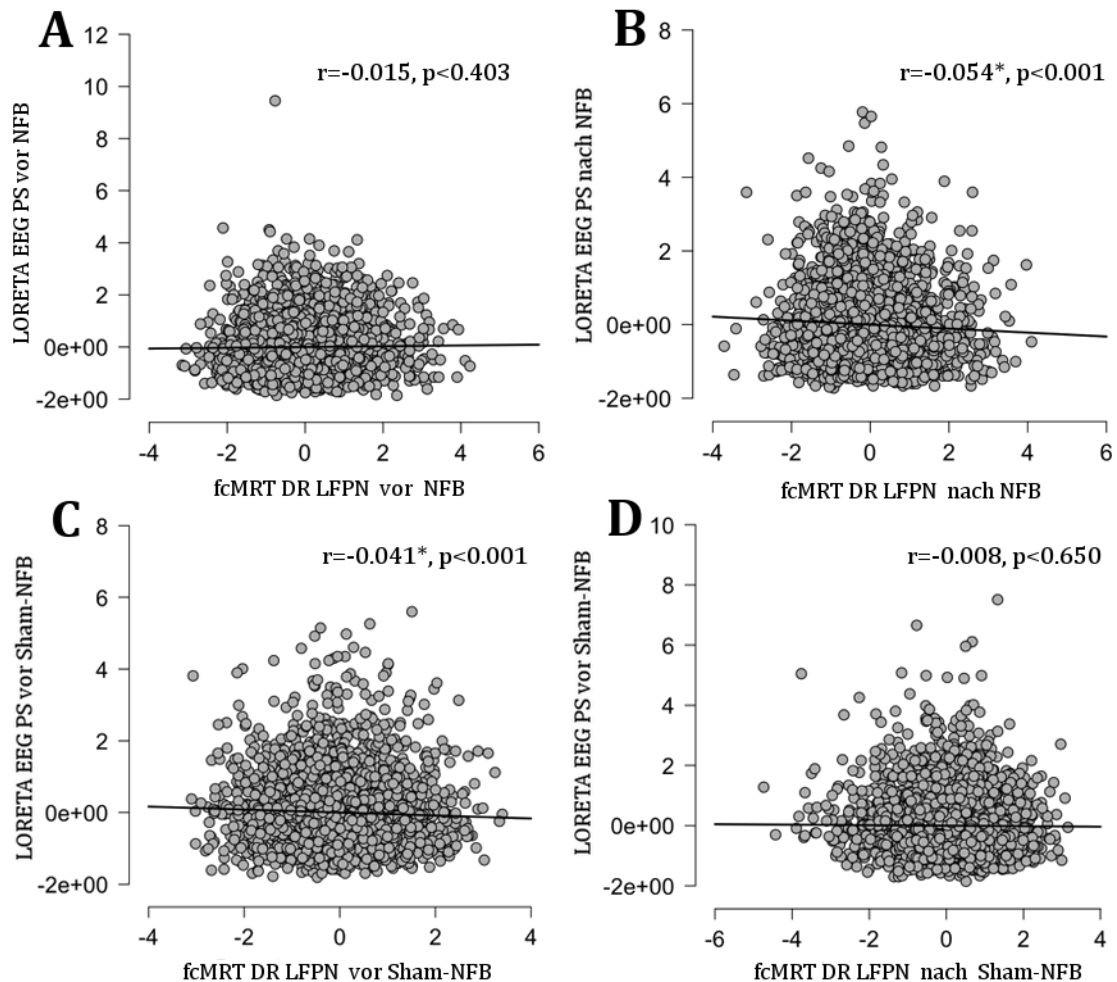 A
r=-0.015, p<0.403
LORETA EEG PS vor NFB
12
10
8
6
4
2
0e+00
-2e+00
-4 -2 0 2 4 6
fcMRT DR LFPN vor NFB
B
r=-0.054*, p<0.001
LORETA EEG PS nach NFB
8
6
4
2
0e+00
-2e+00
-4 -2 0 2 4 6
fcMRT DR LFPN nach NFB
C
r=-0.041*, p<0.001
LORETA EEG PS vor Sham-NFB
8
6
4
2
0e+00
-2e+00
-4 -2 0 2 4
fcMRT DR LFPN vor Sham-NFB
D
r=-0.008, p<0.650
LORETA EEG PS vor Sham-NFB
10
8
6
4
2
0e+00
-2e+00
-6 -4 -2 0 2 4
fcMRT DR LFPN nach Sham-NFB